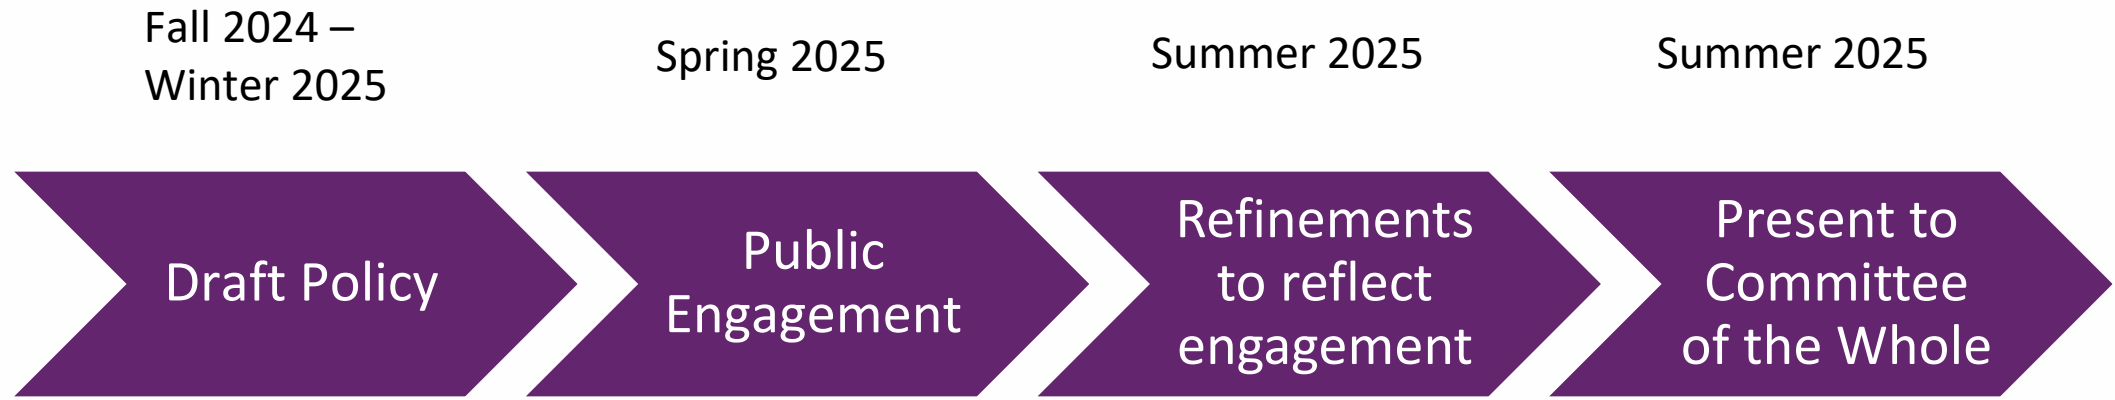 Fall 2024 –
Winter 2025
Spring 2025
Summer 2025
Summer 2025
Draft Policy
Public
Engagement
Refinements
to reflect
engagement
Present to
Committee
of the Whole